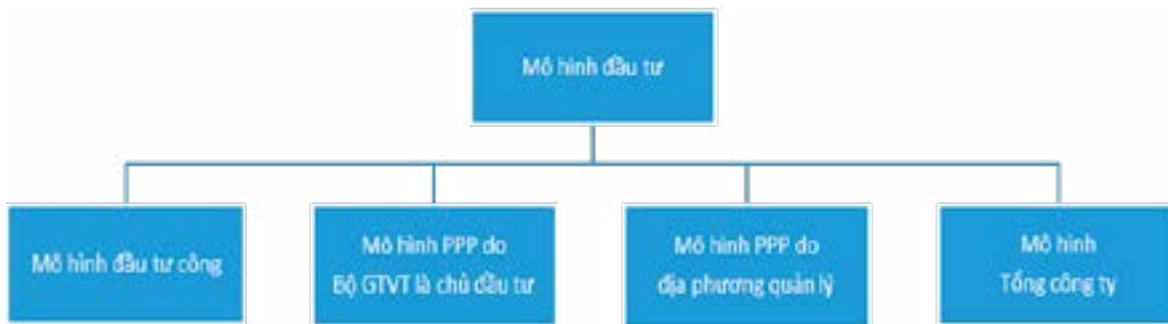 Mô hình đầu tư
Mô hình đầu tư công
Mô hình PPP do
Bộ GTVT là chủ đầu tư
Mô hình PPP do
địa phương quản lý
Mô hình
Tổng công ty